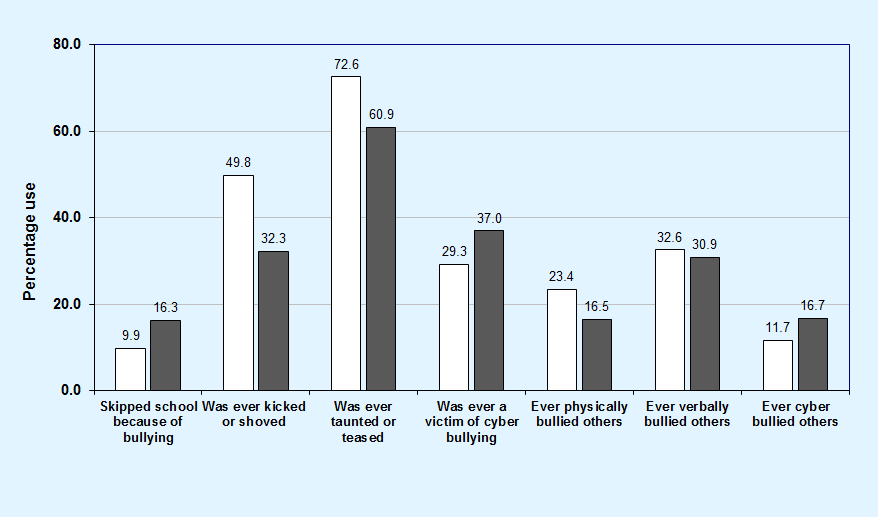 80.0
60.0
40.0
20.0
0.0
Percentage use
9.9
16.3
49.8
32.3
72.6
60.9
29.3
37.0
23.4
16.5
32.6
30.9
11.7
16.7
Skipped school
because of
bullying
Was ever kicked
or shoved
Was ever
taunted or
teased
Was ever a
victim of cyber
bullying
Ever physically
bullied others
Ever verbally
bullied others
Ever cyber
bullied others